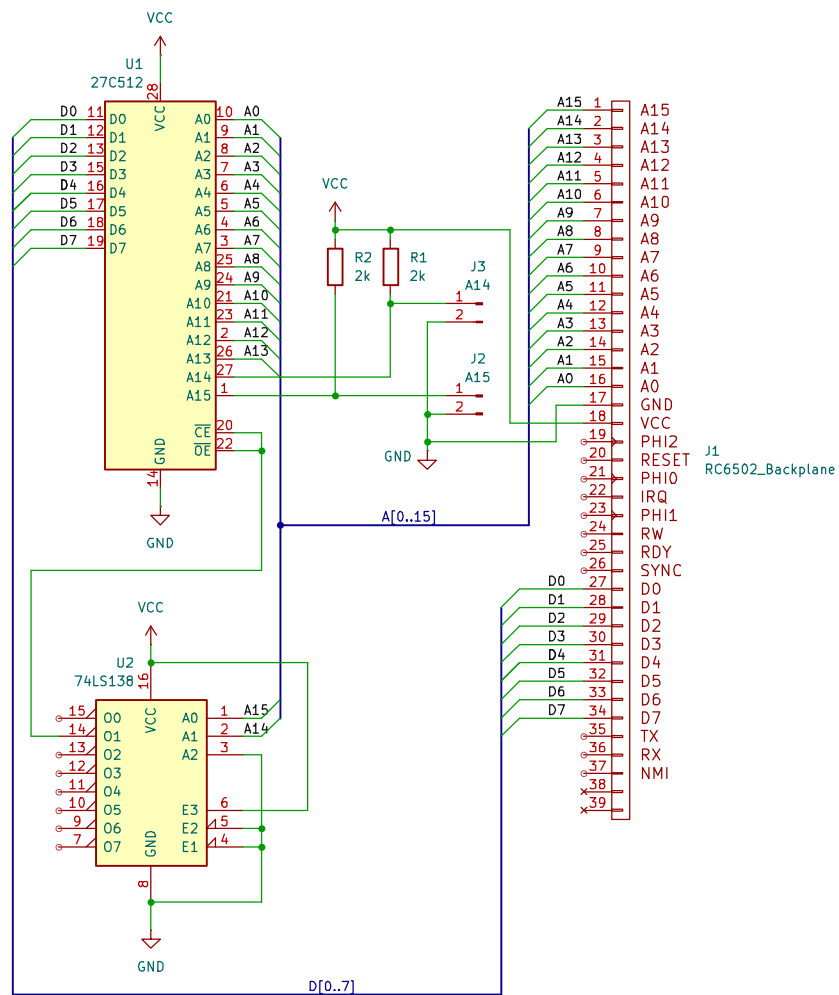 VCC
U1
27C512
28
VCC
D0 11 D0
D1 12 D1
D2 13 D2
D3 15 D3
D4 16 D4
D5 17 D5
D6 18 D6
D7 19 D7
A0 10 A0
A1 9 A1
A2 8 A2
A3 7 A3
A4 6 A4
A5 5 A5
A6 4 A6
A7 3 A7
A8 25 A8
A9 24 A9
A10 21 A10
A11 23 A11
A12 2 A12
A13 26 A13
A14 27
A15 1
CE 20
OE 22
GND
14
GND
VCC
R2
2k
R1
2k
J3
A14
1
2
J2
A15
1
2
GND
A[0..15]
VCC
U2
74LS138
16
VCC
15 O0
14 O1
13 O2
12 O3
11 O4
10 O5
9 O6
7 O7
A0 1 A15
A1 2 A14
A2 3
E3 6
E2 5
E1 4
GND
8
GND
D[0..7]
A15 1 A15
A14 2 A14
A13 3 A13
A12 4 A12
A11 5 A11
A10 6 A10
A9 7 A9
A8 8 A8
A7 9 A7
A6 10 A6
A5 11 A5
A4 12 A4
A3 13 A3
A2 14 A2
A1 15 A1
A0 16 A0
17 GND
18 VCC
19 PHI2
20 RESET
21 PHI0
22 IRQ
23 PHI1
24 RW
25 RDY
26 SYNC
D0 27 D0
D1 28 D1
D2 29 D2
D3 30 D3
D4 31 D4
D5 32 D5
D6 33 D6
D7 34 D7
35 TX
36 RX
37 NMI
38
39
J1
RC6502_Backplane